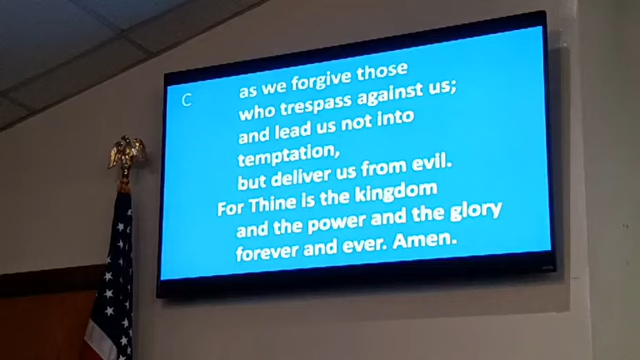 C
as we forgive those
who trespass against us;
and lead us not into
temptation,
but deliver us from evil.
For Thine is the kingdom
and the power and the glory
forever and ever. Amen.